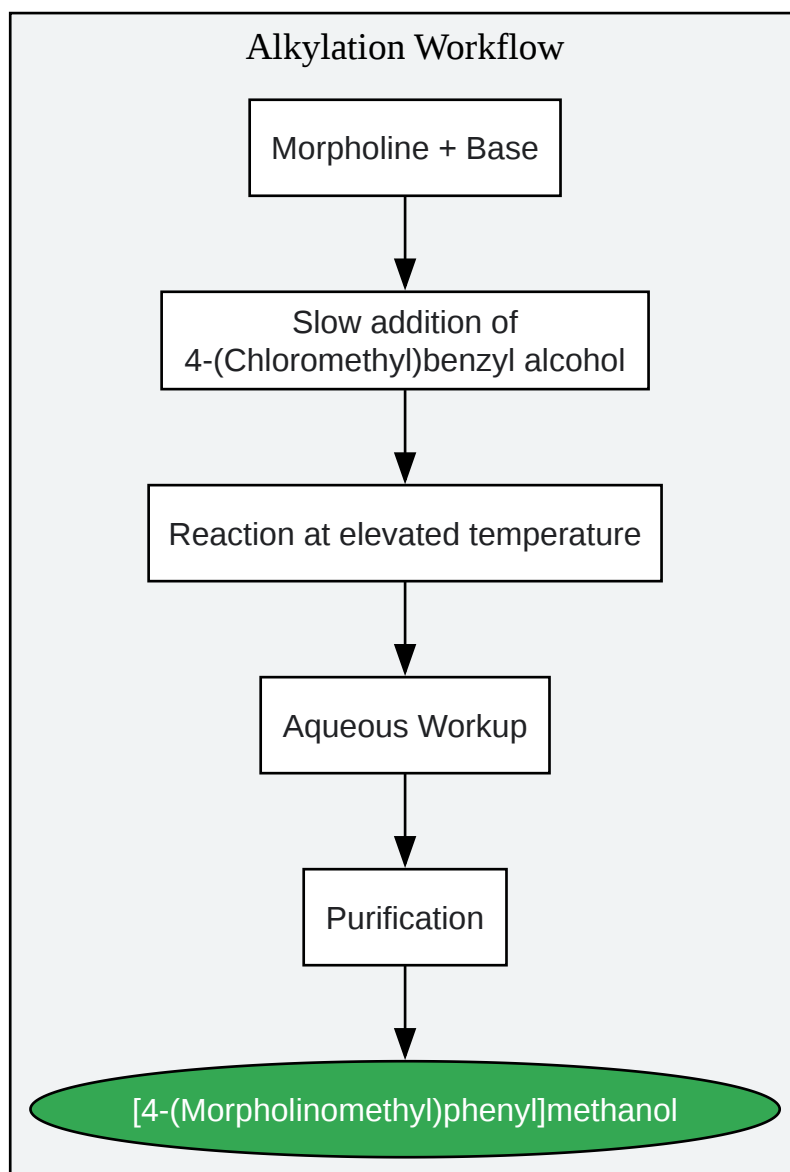 Alkylation Workflow
Morpholine + Base
Slow addition of
4-(Chloromethyl)benzyl alcohol
Reaction at elevated temperature
Aqueous Workup
Purification
[4-(Morpholinomethyl)phenyl]methanol